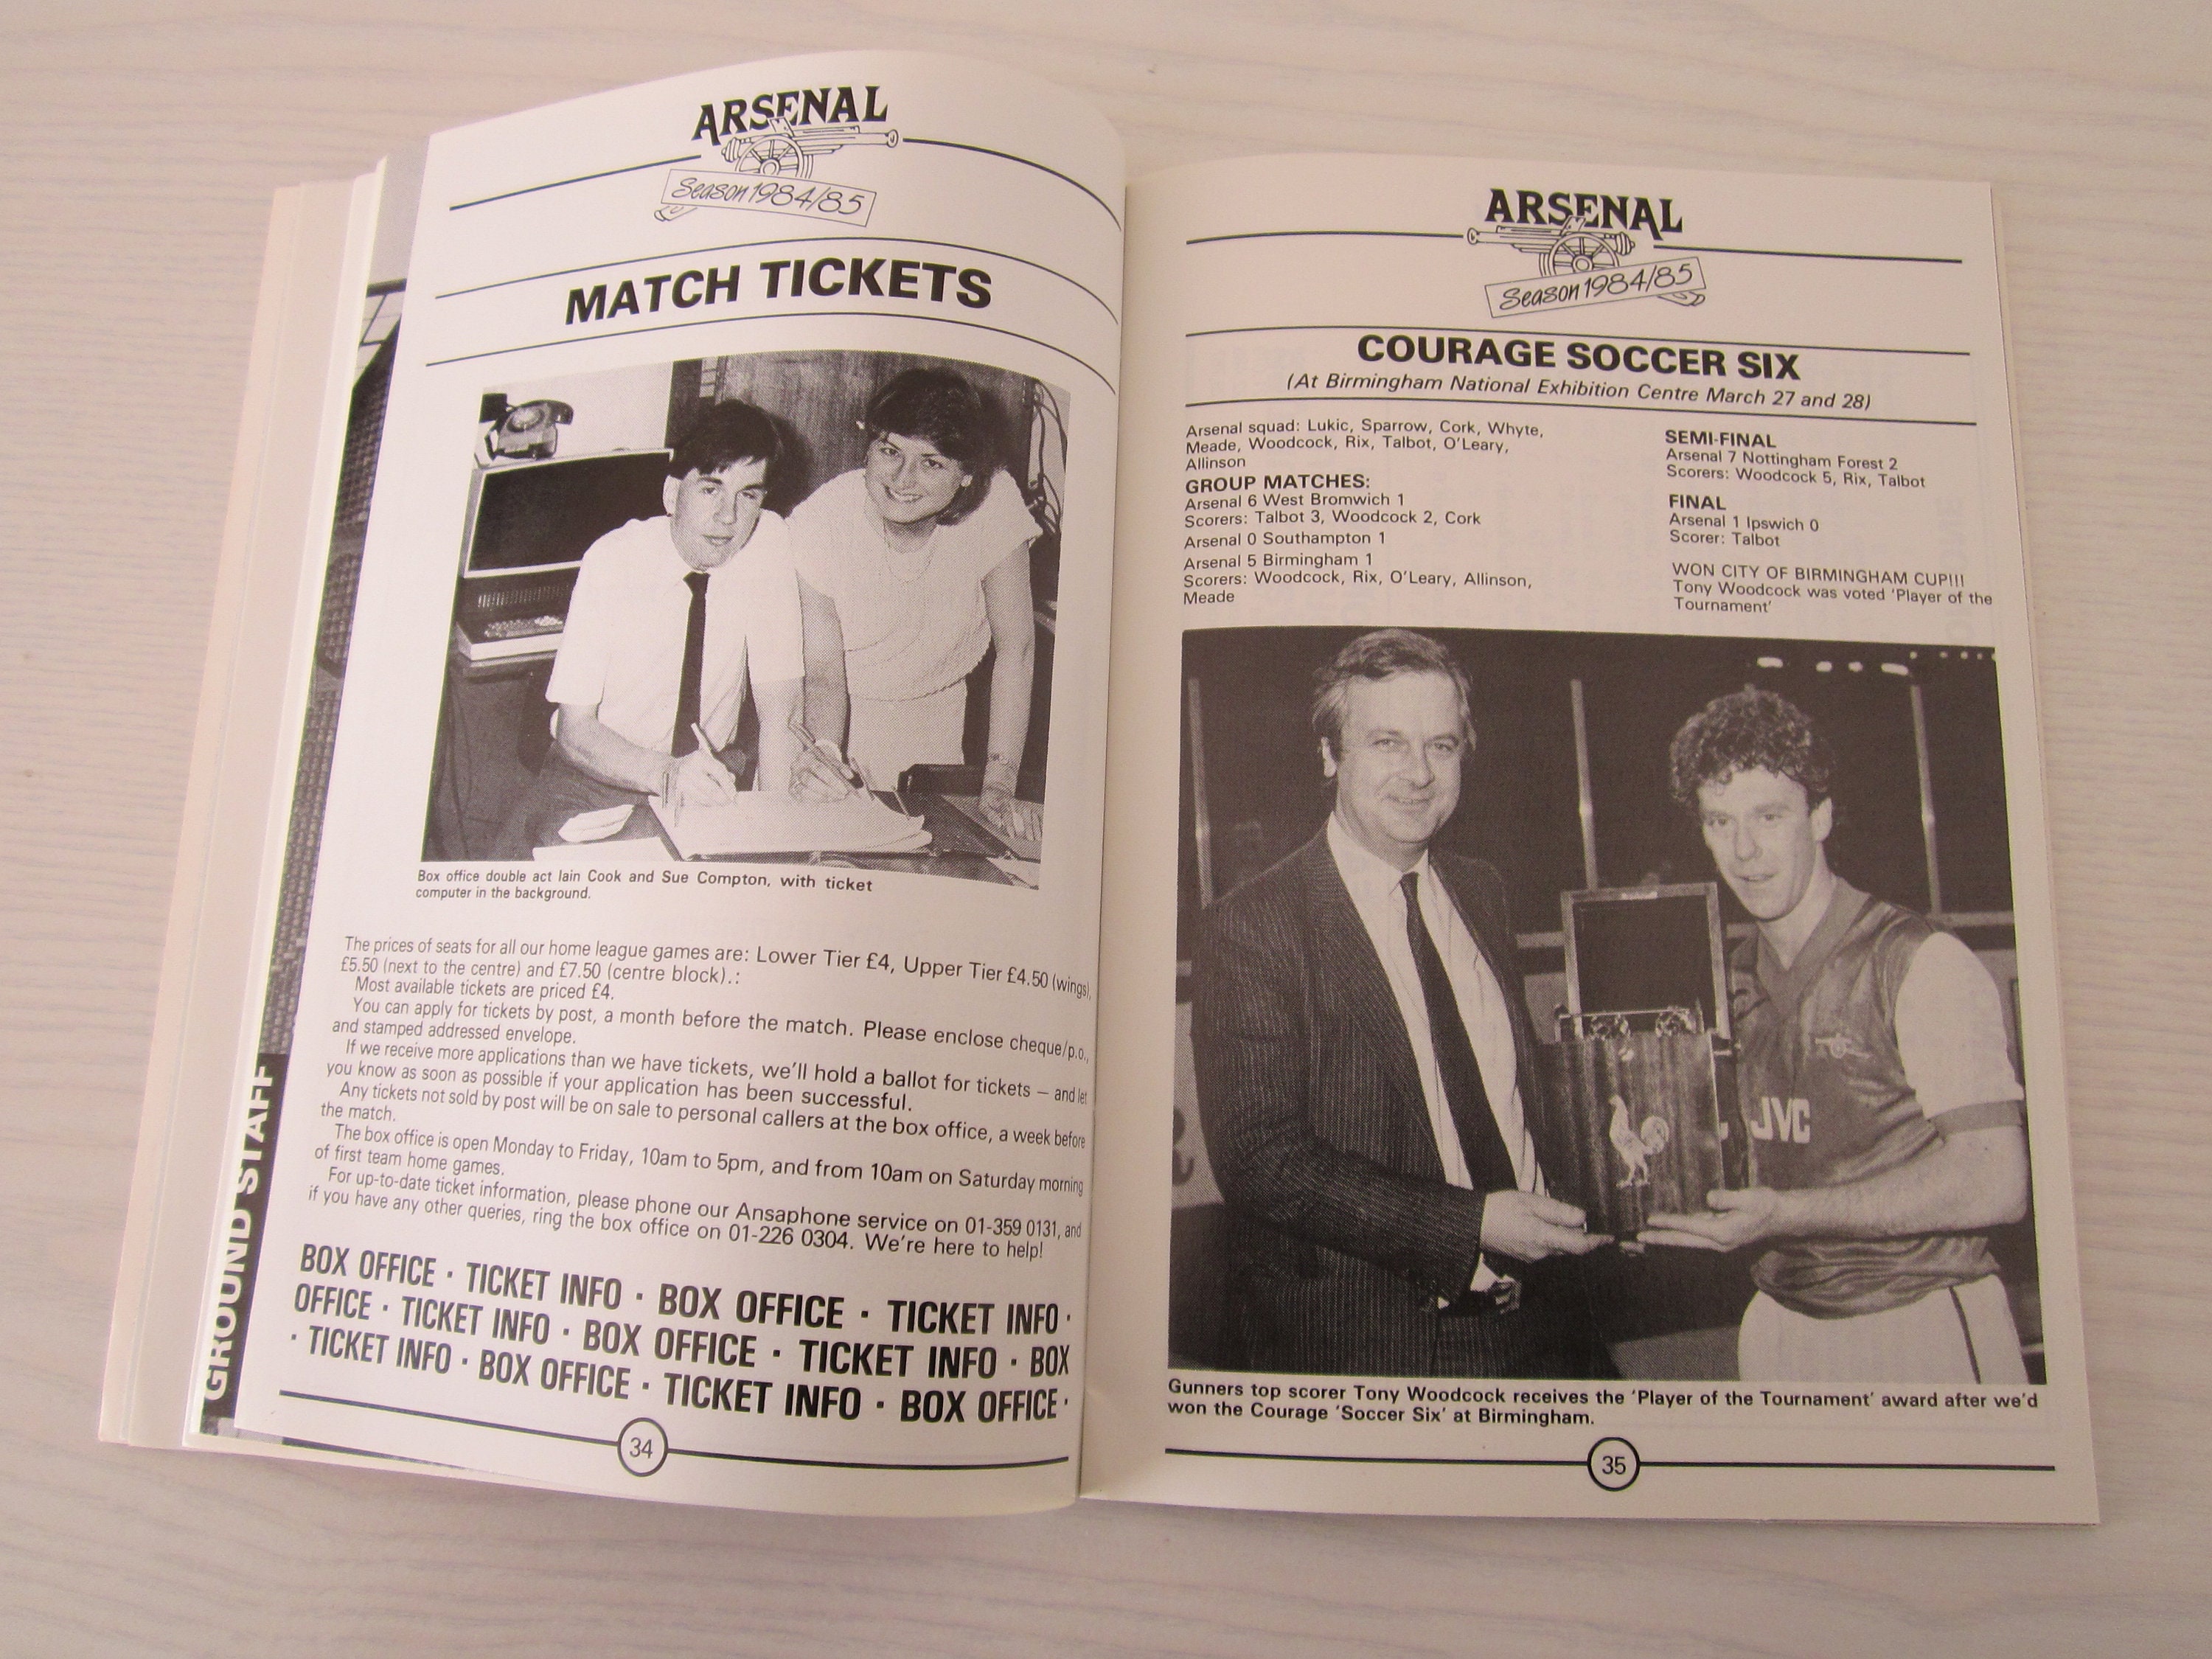 GROUND STAFF
ARSENAL
Season 1984/85
MATCH TICKETS
Box office double act Iain Cook and Sue Compton, with ticket
computer in the background.
The prices of seats for all our home league games are: Lower Tier £4, Upper Tier £4.50 (wings),
£5.50 (next to the centre) and £7.50 (centre block).:
Most available tickets are priced £4.
You can apply for tickets by post, a month before the match. Please enclose cheque/p.o.,
and stamped addressed envelope.
If we receive more applications than we have tickets, we'll hold a ballot for tickets — and let
you know as soon as possible if your application has been successful.
Any tickets not sold by post will be on sale to personal callers at the box office, a week before
the match.
The box office is open Monday to Friday, 10am to 5pm, and from 10am on Saturday morning
of first team home games.
For up-to-date ticket information, please phone our Ansaphone service on 01-359 0131, and
if you have any other queries, ring the box office on 01-226 0304. We're here to help!
BOX OFFICE · TICKET INFO · BOX OFFICE · TICKET INFO ·
OFFICE · TICKET INFO · BOX OFFICE · TICKET INFO · BOX
· TICKET INFO · BOX OFFICE · TICKET INFO · BOX OFFICE ·
34
ARSENAL
Season 1984/85
COURAGE SOCCER SIX
(At Birmingham National Exhibition Centre March 27 and 28)
Arsenal squad: Lukic, Sparrow, Cork, Whyte,
Meade, Woodcock, Rix, Talbot, O'Leary,
Allinson
GROUP MATCHES:
Arsenal 6 West Bromwich 1
Scorers: Talbot 3, Woodcock 2, Cork
Arsenal 0 Southampton 1
Arsenal 5 Birmingham 1
Scorers: Woodcock, Rix, O'Leary, Allinson,
Meade
SEMI-FINAL
Arsenal 7 Nottingham Forest 2
Scorers: Woodcock 5, Rix, Talbot
FINAL
Arsenal 1 Ipswich 0
Scorer: Talbot
WON CITY OF BIRMINGHAM CUP!!!
Tony Woodcock was voted 'Player of the
Tournament'
JVC
Gunners top scorer Tony Woodcock receives the 'Player of the Tournament' award after we'd
won the Courage 'Soccer Six' at Birmingham.
35